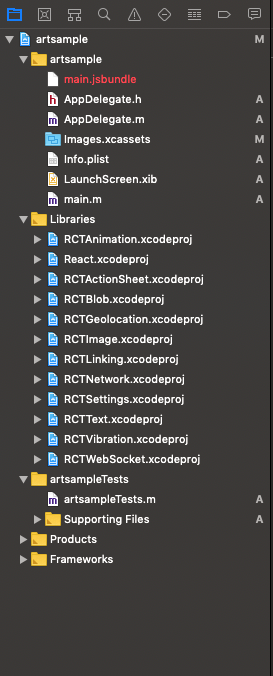 artsample M
artsample
main.jsbundle
AppDelegate.h A
AppDelegate.m A
Images.xcassets M
Info.plist A
LaunchScreen.xib A
main.m A
Libraries
RCTAnimation.xcodeproj
React.xcodeproj
RCTActionSheet.xcodeproj
RCTBlob.xcodeproj
RCTGeolocation.xcodeproj
RCTImage.xcodeproj
RCTLinking.xcodeproj
RCTNetwork.xcodeproj
RCTSettings.xcodeproj
RCTText.xcodeproj
RCTVibration.xcodeproj
RCTWebSocket.xcodeproj
artsampleTests
artsampleTests.m A
Supporting Files A
Products
Frameworks